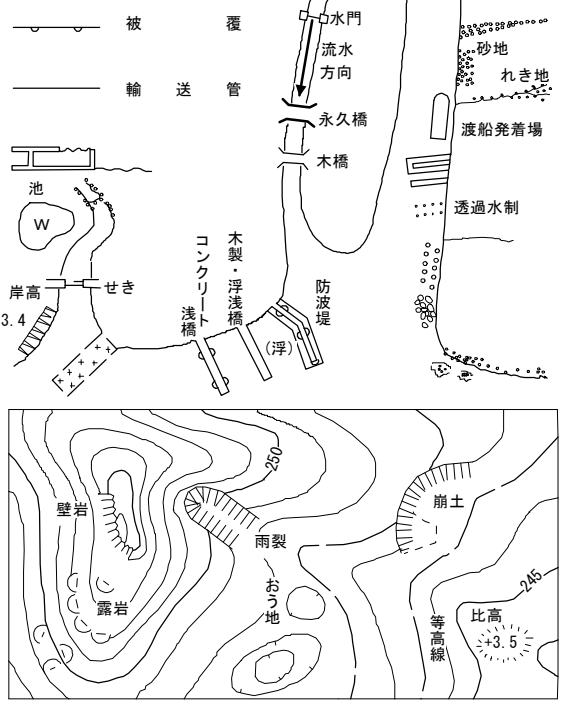 被覆
輸送管
水門
流水
方向
永久橋
木橋
砂地
れき地
渡船発着場
透過水制
池
W
せき
岸高
3.4
コンクリート
浅橋
木製・浮浅橋
防波堤
(浮)
250
壁岩
雨裂
崩土
露岩
おう地
等高線
245
比高
+3.5